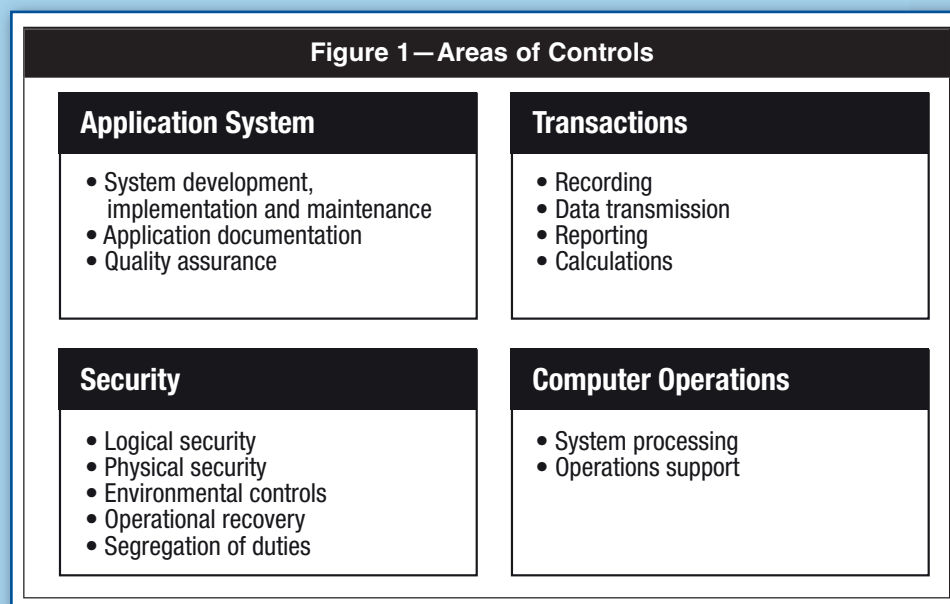 Figure 1—Areas of Controls
Application System
• System development,
implementation and maintenance
• Application documentation
• Quality assurance
Transactions
• Recording
• Data transmission
• Reporting
• Calculations
Security
• Logical security
• Physical security
• Environmental controls
• Operational recovery
• Segregation of duties
Computer Operations
• System processing
• Operations support